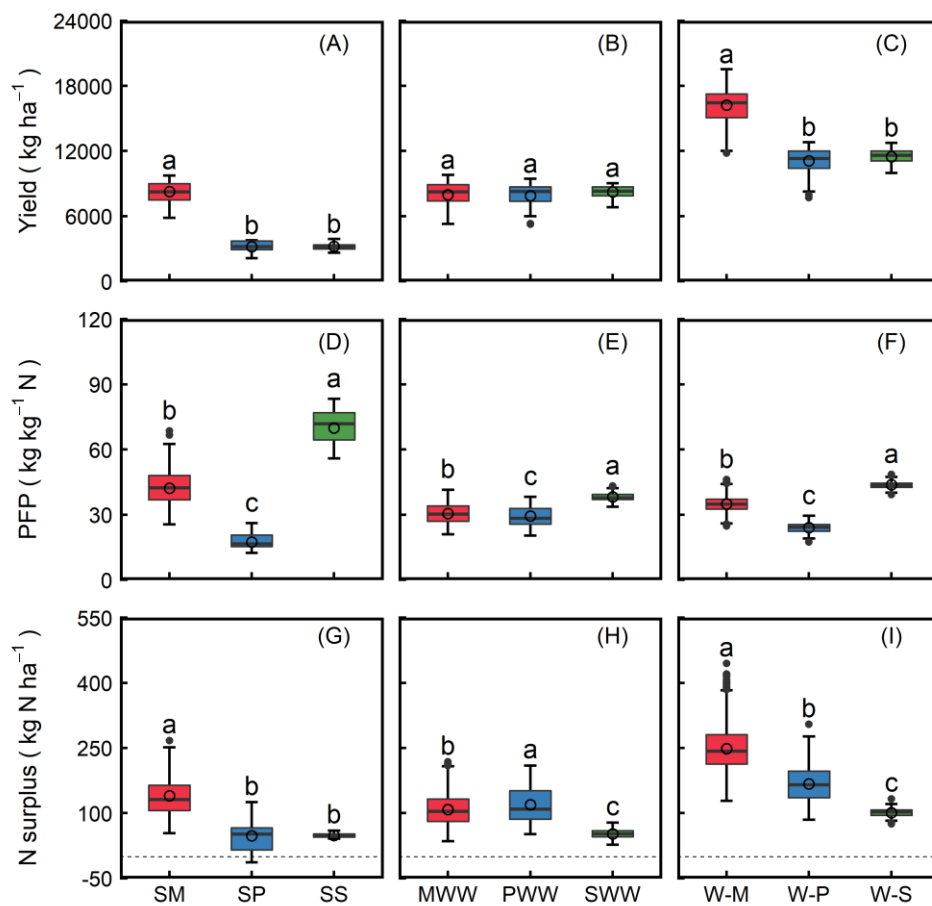 Yield ( kg ha⁻¹ )
24000
18000
12000
6000
0
(A)
a
b
b
(B)
a
a
a
(C)
a
b
b
PFP ( kg kg⁻¹ N )
120
90
60
30
0
(D)
b
c
a
(E)
b
c
a
(F)
b
c
a
N surplus ( kg N ha⁻¹ )
550
400
250
100
-50
(G)
a
b
b
(H)
b
a
c
(I)
a
b
c
SM SP SS
MWW PWW SWW
W-M W-P W-S